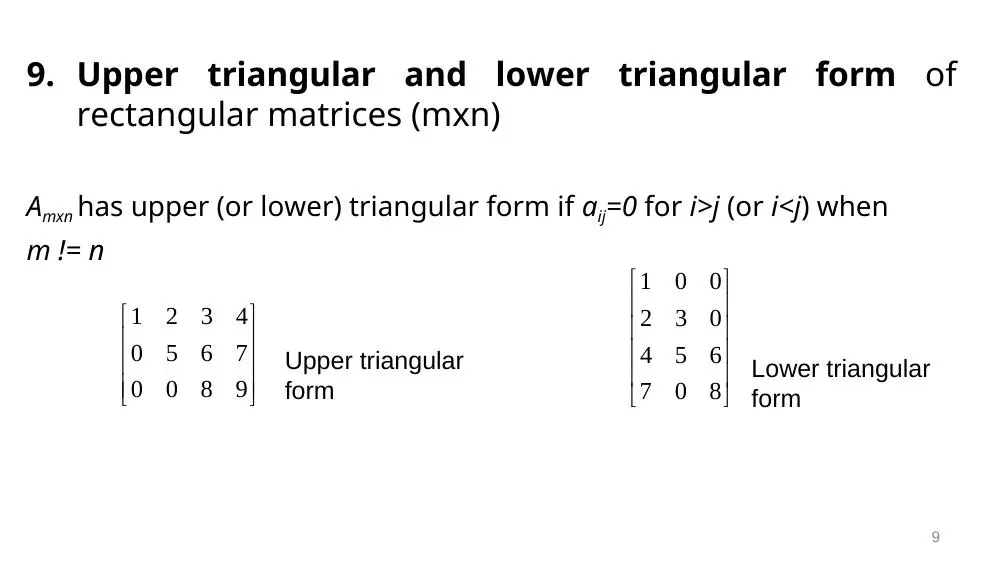 9. Upper triangular and lower triangular form of
rectangular matrices (mxn)
Amxn has upper (or lower) triangular form if aij=0 for i>j (or i<j) when
m != n
1 2 3 4
0 5 6 7
0 0 8 9
Upper triangular
form
1 0 0
2 3 0
4 5 6
7 0 8
Lower triangular
form
9